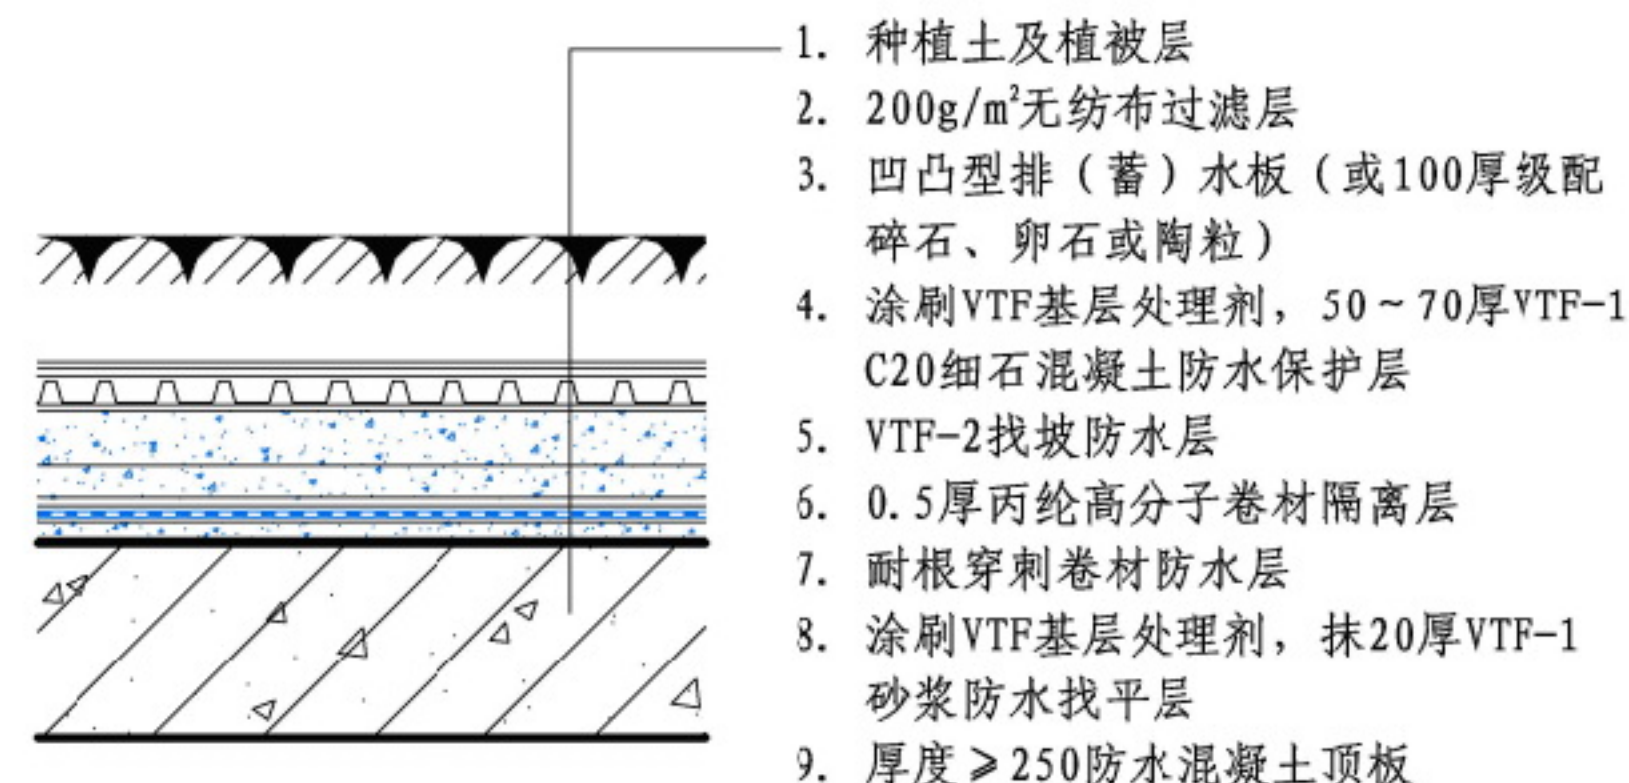 1. 种植土及植被层
2. 200g/m²无纺布过滤层
3. 凹凸型排（蓄）水板（或100厚级配
碎石、卵石或陶粒）
4. 涂刷VTF基层处理剂，50~70厚VTF-1
C20细石混凝土防水保护层
5. VTF-2找坡防水层
6. 0.5厚丙纶高分子卷材隔离层
7. 耐根穿刺卷材防水层
8. 涂刷VTF基层处理剂，抹20厚VTF-1
砂浆防水找平层
9. 厚度⩾250防水混凝土顶板